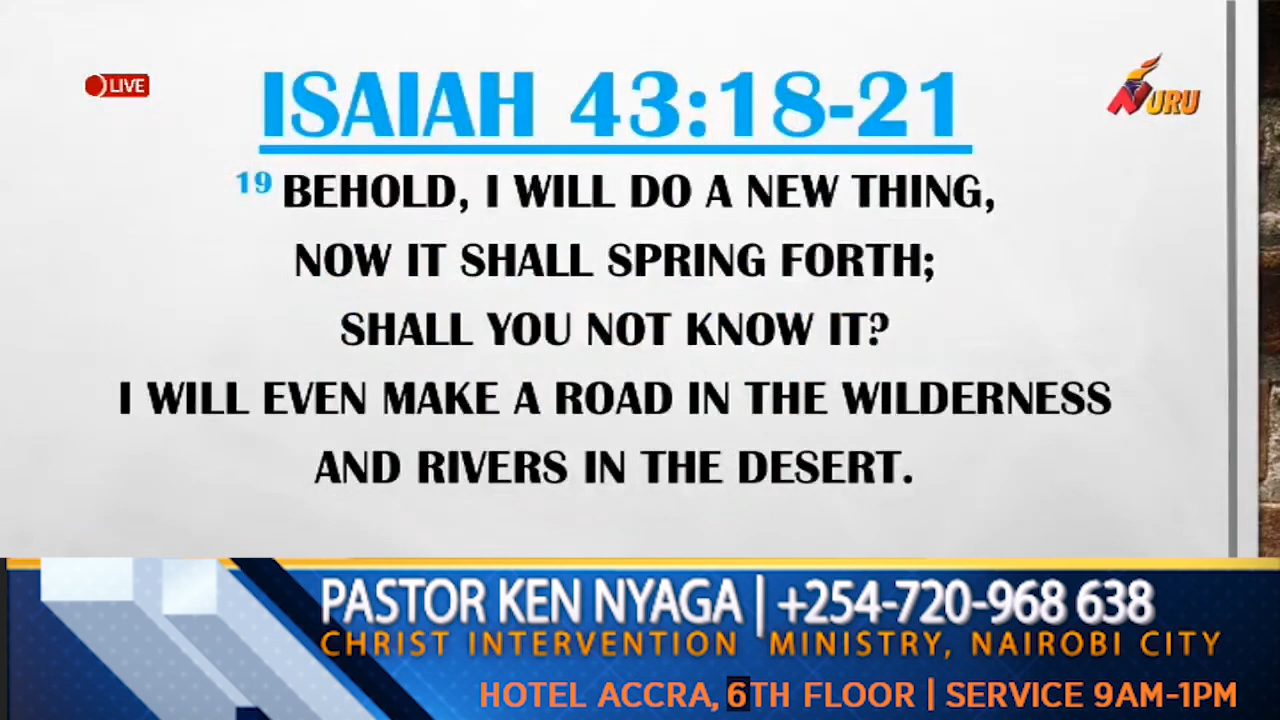 LIVE
NURU
ISAIAH 43:18-21
19 BEHOLD, I WILL DO A NEW THING,
NOW IT SHALL SPRING FORTH;
SHALL YOU NOT KNOW IT?
I WILL EVEN MAKE A ROAD IN THE WILDERNESS
AND RIVERS IN THE DESERT.
PASTOR KEN NYAGA | +254-720-968 638
CHRIST INTERVENTION MINISTRY, NAIROBI CITY
HOTEL ACCRA, 6TH FLOOR | SERVICE 9AM-1PM